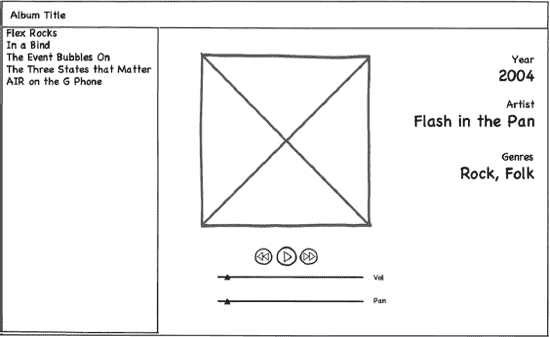 Album Title
Flex Rocks
In a Bind
The Event Bubbles On
The Three States that Matter
AIR on the G Phone
Year
2004
Artist
Flash in the Pan
Genres
Rock, Folk
Vol
Pan